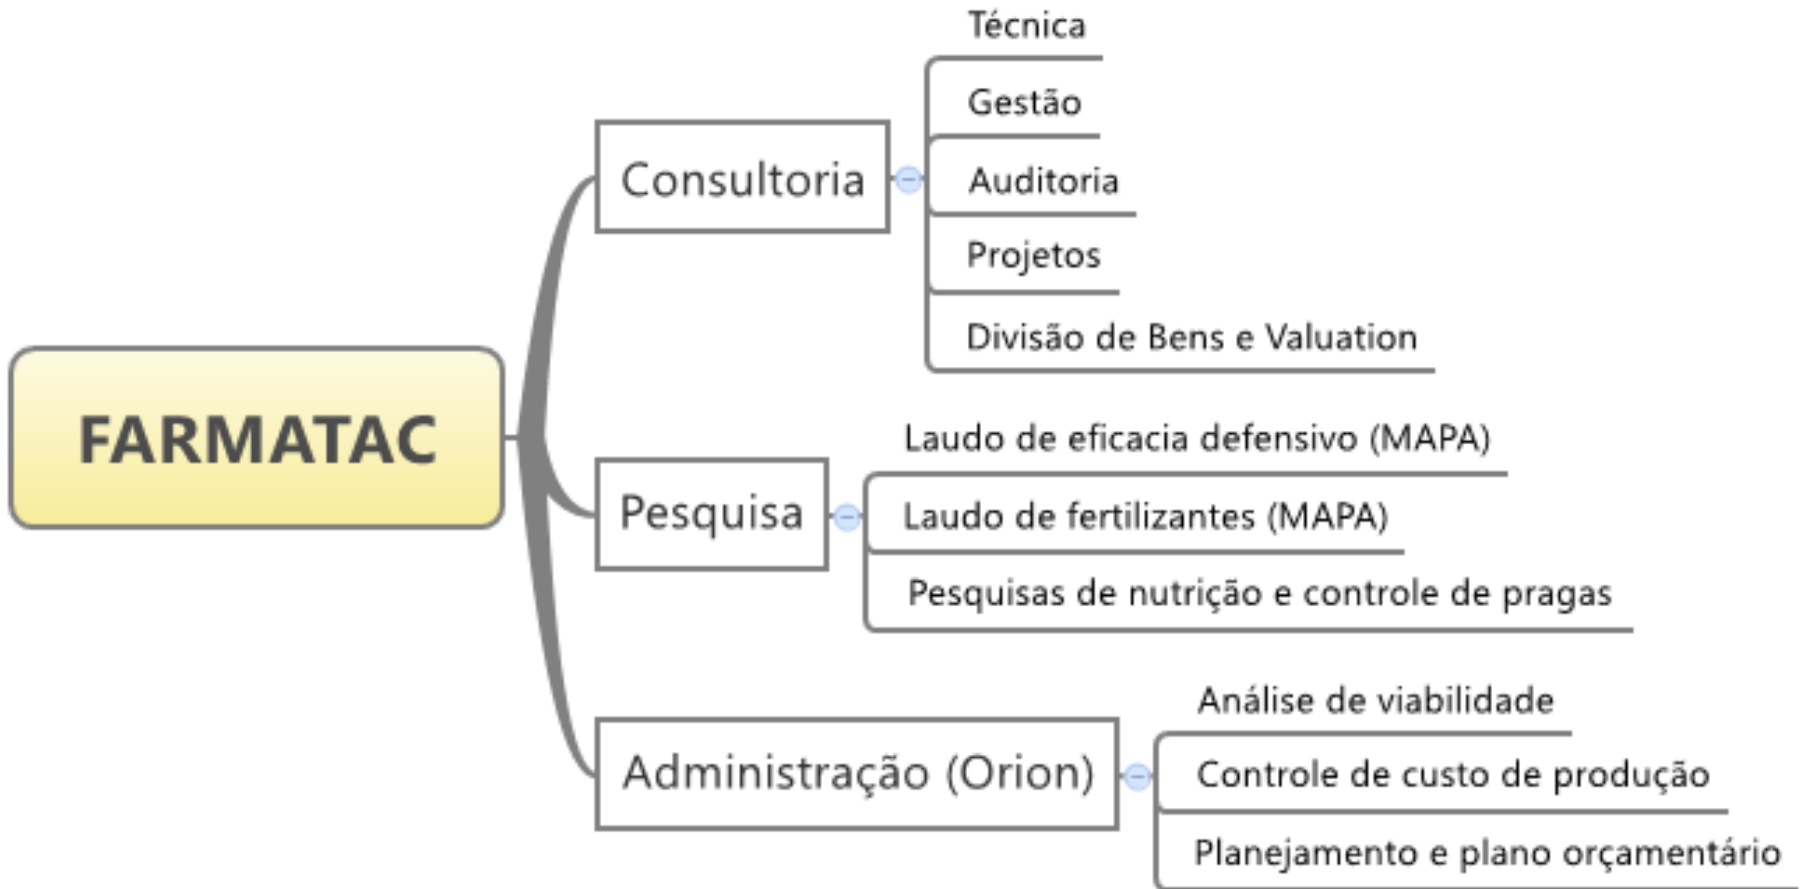 FARMATAC
Consultoria
Técnica
Gestão
Auditoria
Projetos
Divisão de Bens e Valuation
Pesquisa
Laudo de eficacia defensivo (MAPA)
Laudo de fertilizantes (MAPA)
Pesquisas de nutrição e controle de pragas
Administração (Orion)
Análise de viabilidade
Controle de custo de produção
Planejamento e plano orçamentário